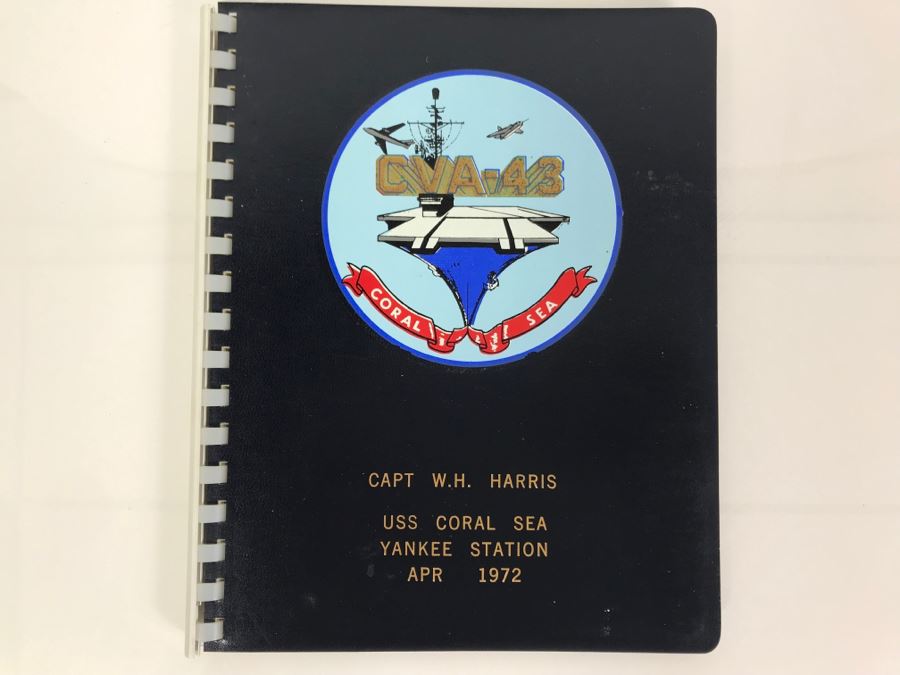 CVA-43
CORAL SEA
CAPT W.H. HARRIS
USS CORAL SEA
YANKEE STATION
APR 1972